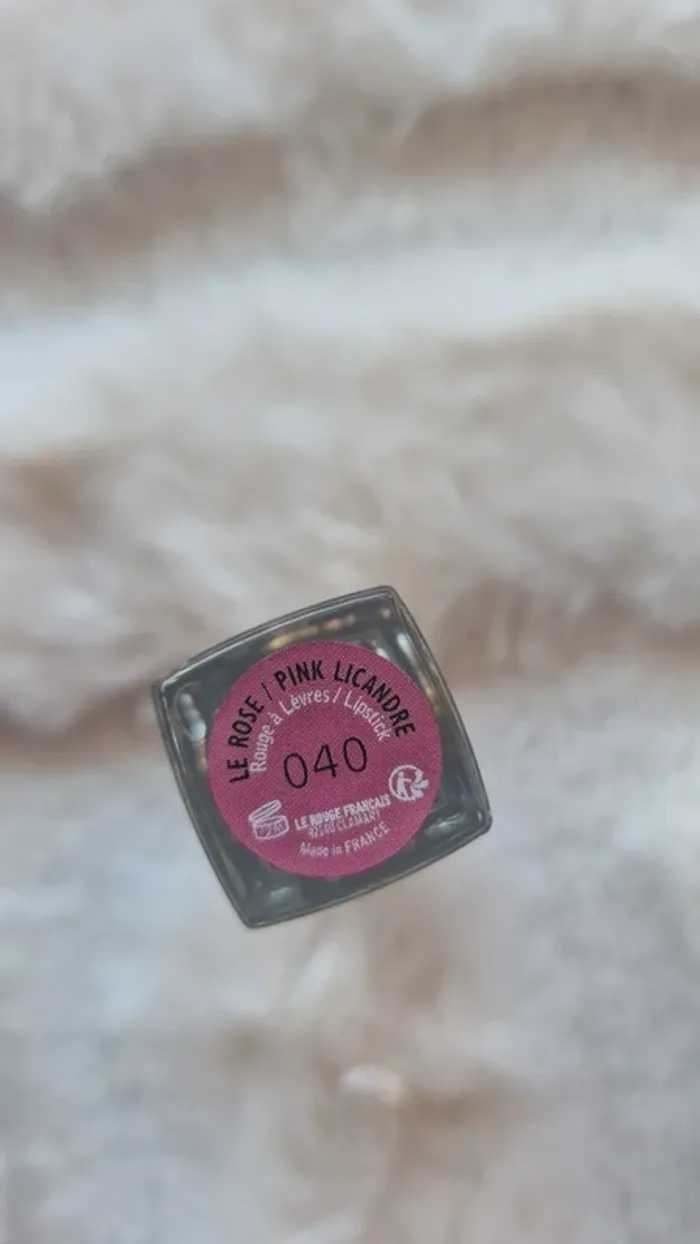 LE ROSE / PINK LICANDRE
Rouge à Lèvres / Lipstick
040
LE ROUGE FRANÇAIS
92140 CLAMART
Made in FRANCE